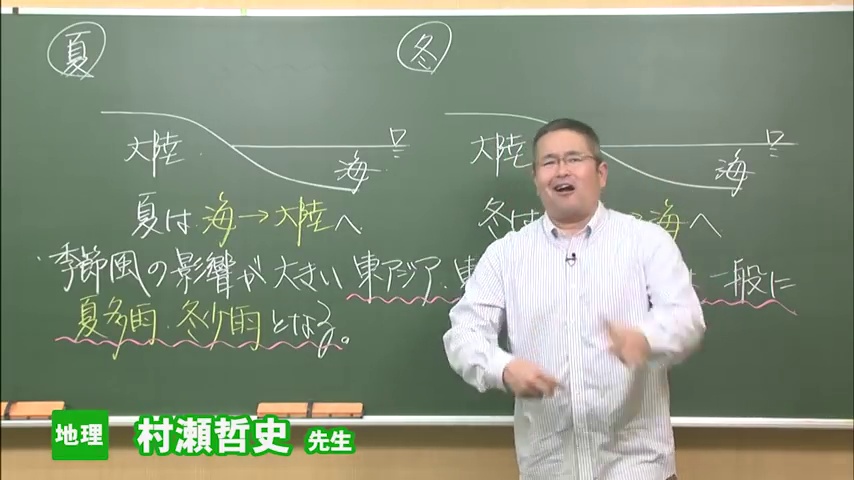 夏
冬
大陸
海
大陸
海
夏は 海→大陸へ
冬は 海へ
季節風の影響が大きい東アジア・東 は一般に
夏多雨・冬少雨となる。
地理 村瀬哲史 先生